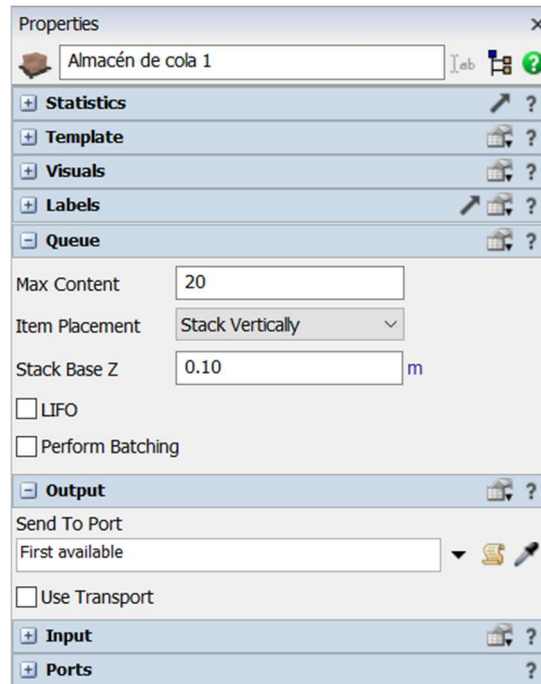 Properties
Almacén de cola 1
Statistics ?
Template ?
Visuals ?
Labels ?
Queue ?
Max Content 20
Item Placement Stack Vertically
Stack Base Z 0.10 m
LIFO
Perform Batching
Output ?
Send To Port
First available
Use Transport
Input ?
Ports ?